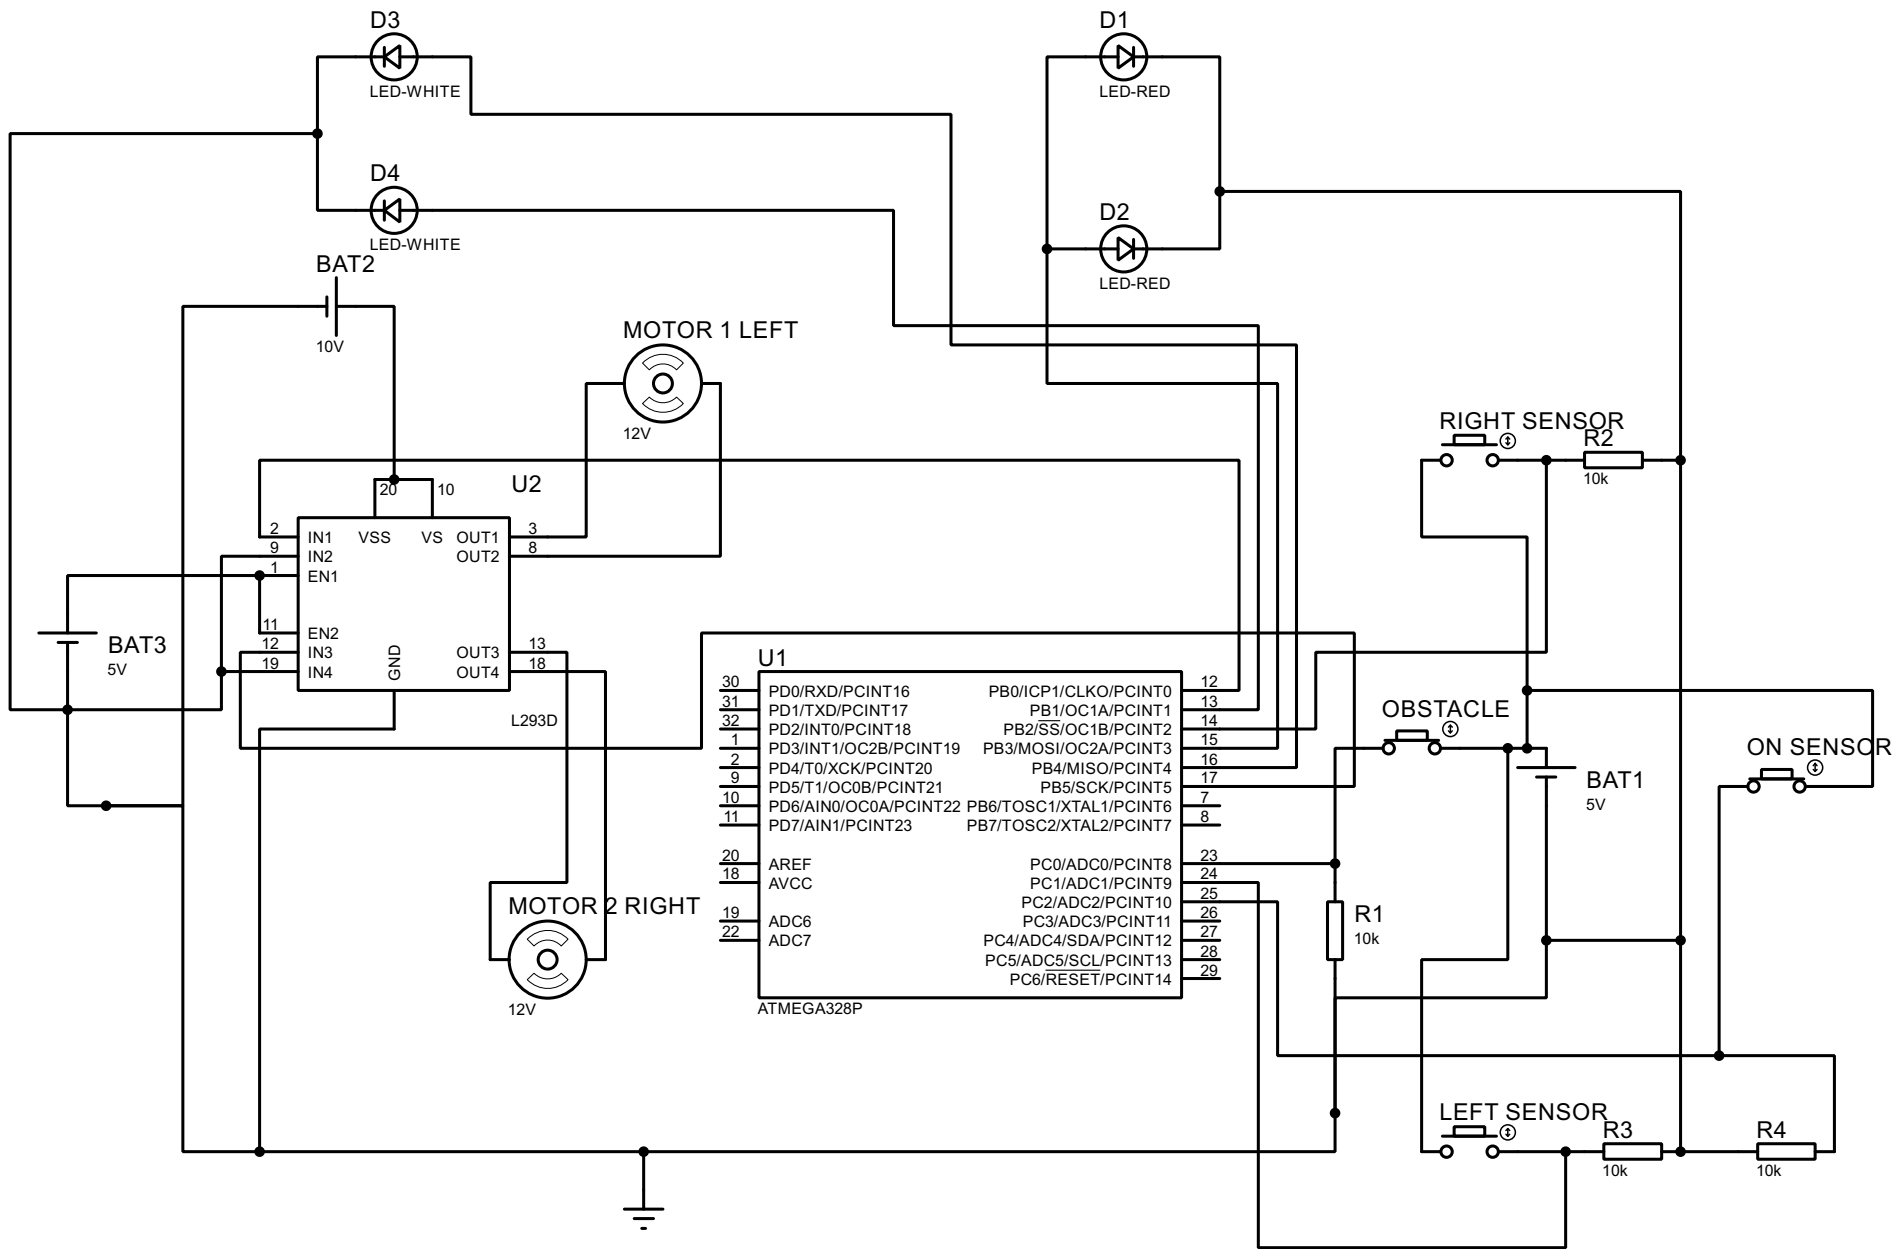 D3
LED-WHITE
D1
LED-RED
D4
LED-WHITE
D2
LED-RED
BAT2
10V
MOTOR 1 LEFT
12V
RIGHT SENSOR
R2
10k
U2
20
10
2
9
1
11
12
19
IN1
IN2
EN1
EN2
IN3
IN4
VSS
VS
GND
OUT1
OUT2
OUT3
OUT4
3
8
13
18
L293D
BAT3
5V
MOTOR 2 RIGHT
12V
U1
30 PD0/RXD/PCINT16
31 PD1/TXD/PCINT17
32 PD2/INT0/PCINT18
1 PD3/INT1/OC2B/PCINT19
2 PD4/T0/XCK/PCINT20
9 PD5/T1/OC0B/PCINT21
10 PD6/AIN0/OC0A/PCINT22
11 PD7/AIN1/PCINT23
20 AREF
18 AVCC
19 ADC6
22 ADC7
PB0/ICP1/CLKO/PCINT0 12
PB1/OC1A/PCINT1 13
PB2/SS/OC1B/PCINT2 14
PB3/MOSI/OC2A/PCINT3 15
PB4/MISO/PCINT4 16
PB5/SCK/PCINT5 17
PB6/TOSC1/XTAL1/PCINT6 7
PB7/TOSC2/XTAL2/PCINT7 8
PC0/ADC0/PCINT8 23
PC1/ADC1/PCINT9 24
PC2/ADC2/PCINT10 25
PC3/ADC3/PCINT11 26
PC4/ADC4/SDA/PCINT12 27
PC5/ADC5/SCL/PCINT13 28
PC6/RESET/PCINT14 29
ATMEGA328P
OBSTACLE
BAT1
5V
ON SENSOR
R1
10k
LEFT SENSOR
R3
10k
R4
10k